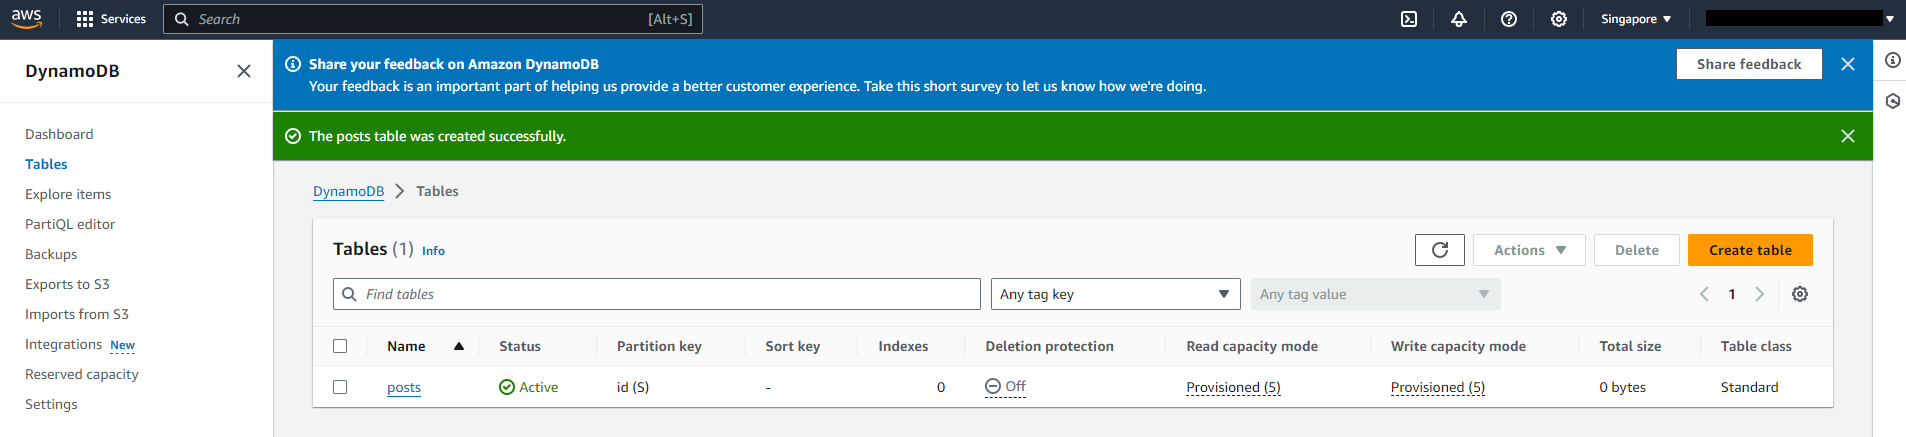 aws Services Search [Alt+S] Singapore
DynamoDB
Dashboard
Tables
Explore items
PartiQL editor
Backups
Exports to S3
Imports from S3
Integrations New
Reserved capacity
Settings
Share your feedback on Amazon DynamoDB
Your feedback is an important part of helping us provide a better customer experience. Take this short survey to let us know how we're doing.
Share feedback
The posts table was created successfully.
DynamoDB Tables
Tables (1) Info
Actions Delete Create table
Find tables Any tag key Any tag value 1
Name Status Partition key Sort key Indexes Deletion protection Read capacity mode Write capacity mode Total size Table class
posts Active id (S) - 0 Off Provisioned (5) Provisioned (5) 0 bytes Standard